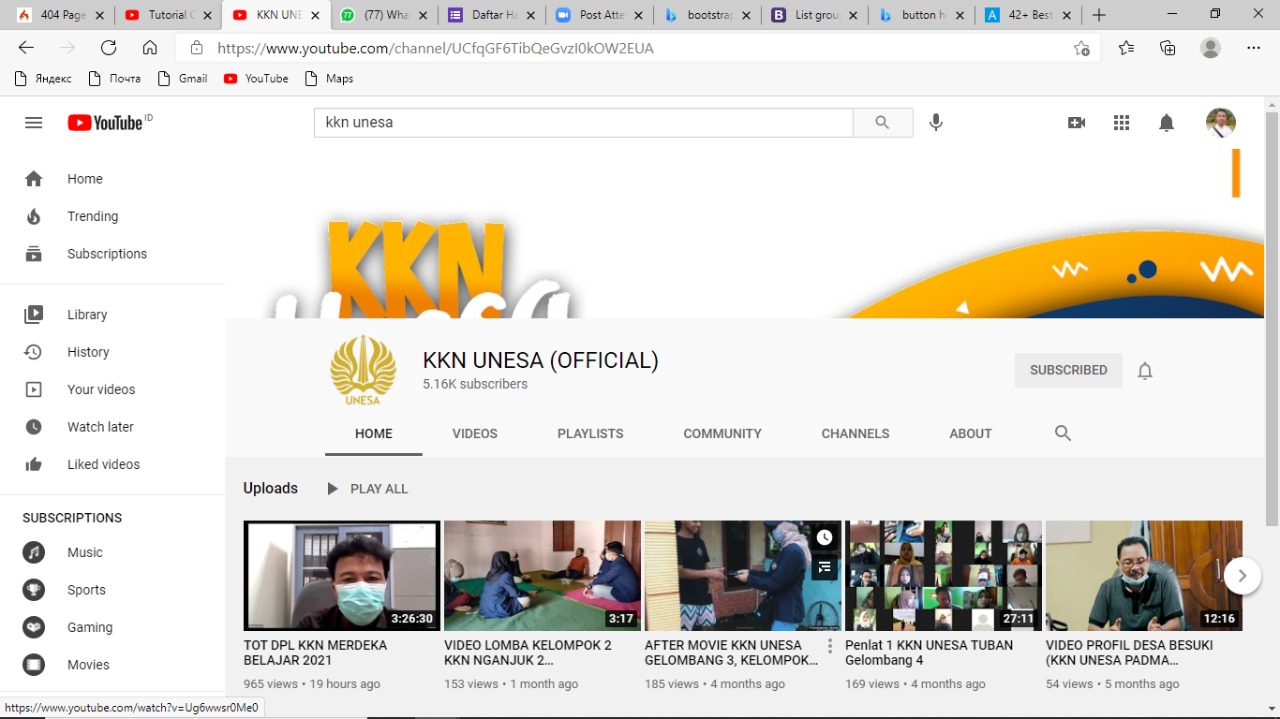 404 Page
Tutorial C
KKN UNE
(77) Wha
Daftar Ha
Post Atte
bootstrap
List grou
button h
42+ Best
https://www.youtube.com/channel/UCfqGF6TibQeGvzI0kOW2EUA
Яндекс
Почта
Gmail
YouTube
Maps
YouTube ID
kkn unesa
Home
Trending
Subscriptions
Library
History
Your videos
Watch later
Liked videos
SUBSCRIPTIONS
Music
Sports
Gaming
Movies
KKN
UNESA
UNESA
KKN UNESA (OFFICIAL)
5.16K subscribers
SUBSCRIBED
HOME VIDEOS PLAYLISTS COMMUNITY CHANNELS ABOUT
Uploads PLAY ALL
3:26:30
TOT DPL KKN MERDEKA
BELAJAR 2021
965 views • 19 hours ago
3:17
VIDEO LOMBA KELOMPOK 2
KKN NGANJUK 2...
153 views • 1 month ago
AFTER MOVIE KKN UNESA
GELOMBANG 3, KELOMPOK...
185 views • 4 months ago
27:11
Penlat 1 KKN UNESA TUBAN
Gelombang 4
169 views • 4 months ago
12:16
VIDEO PROFIL DESA BESUKI
(KKN UNESA PADMA...
54 views • 5 months ago
https://www.youtube.com/watch?v=Ug6wwsr0Me0